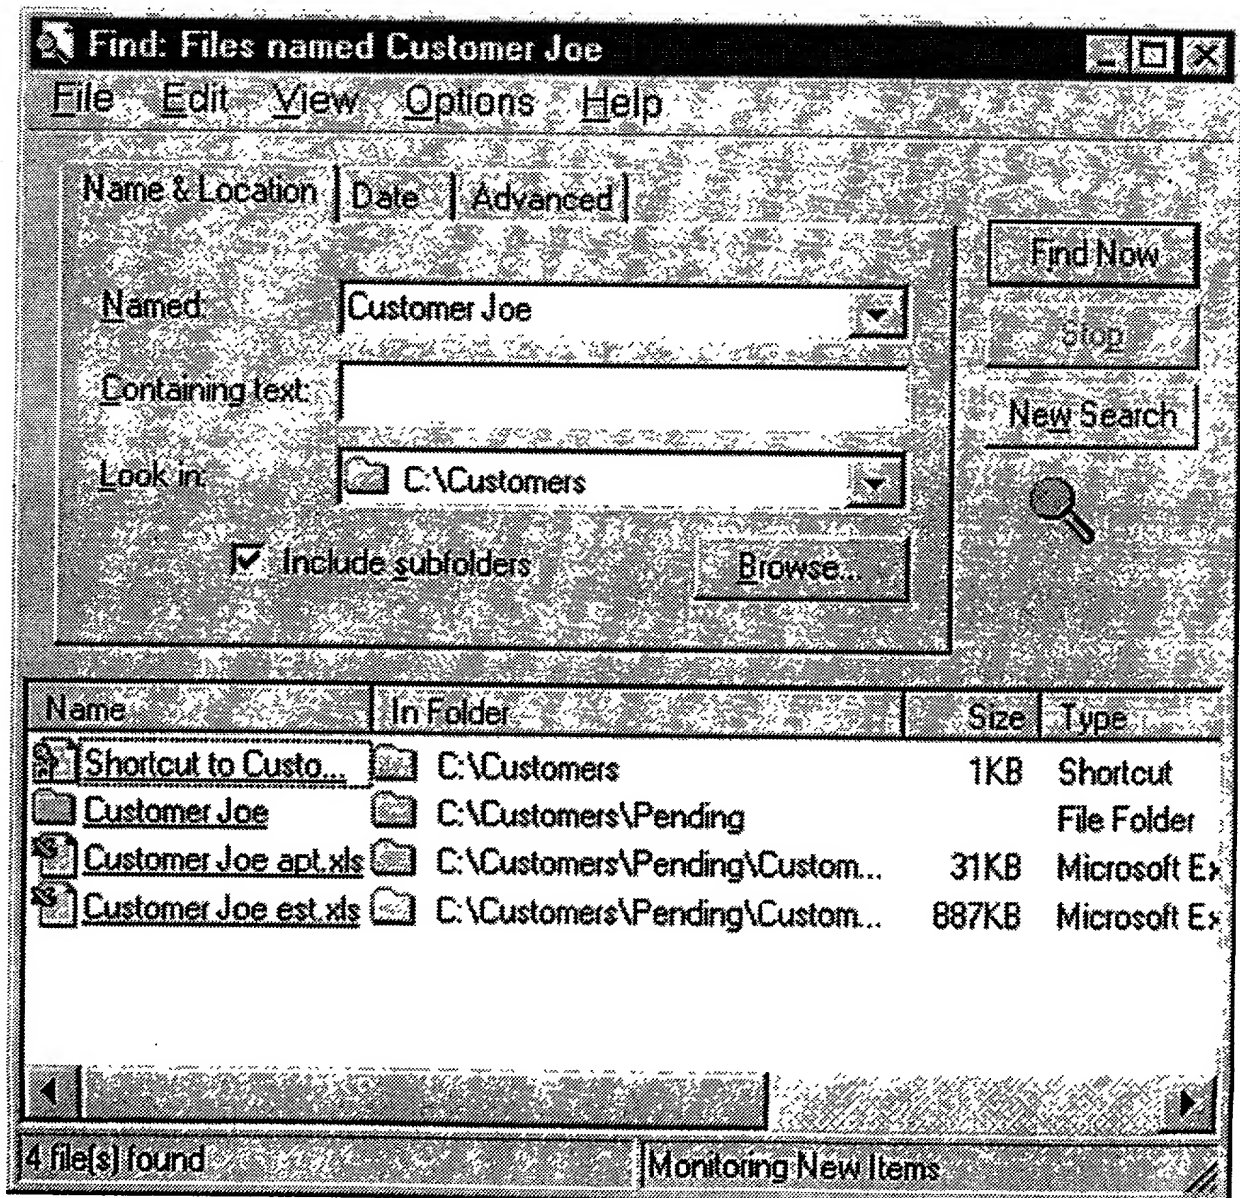 Find: Files named Customer Joe
File Edit View Options Help
Name & Location Date Advanced
Find Now
Named: Customer Joe
Stop
Containing text:
New Search
Look in: C:\Customers
Include subfolders Browse...
Name In Folder Size Type
Shortcut to Custo... C:\Customers 1KB Shortcut
Customer Joe C:\Customers\Pending File Folder
Customer Joe apt.xls C:\Customers\Pending\Custom... 31KB Microsoft Ex
Customer Joe est.xls C:\Customers\Pending\Custom... 887KB Microsoft Ex
4 file(s) found Monitoring New Items